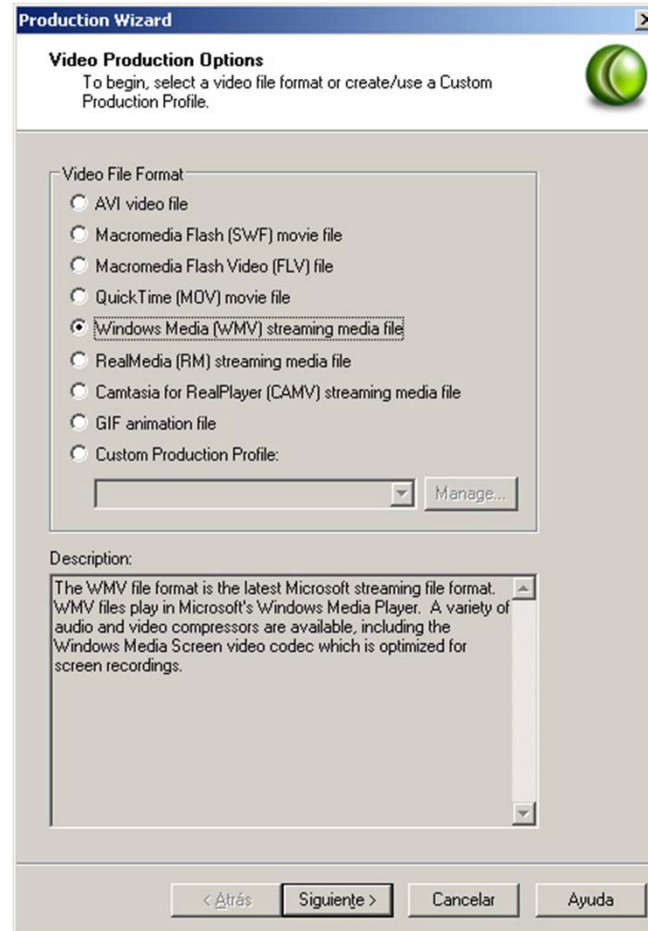 Production Wizard
Video Production Options
To begin, select a video file format or create/use a Custom
Production Profile.
Video File Format
AVI video file
Macromedia Flash (SWF) movie file
Macromedia Flash Video (FLV) file
QuickTime (MOV) movie file
Windows Media (WMV) streaming media file
RealMedia (RM) streaming media file
Camtasia for RealPlayer (CAMV) streaming media file
GIF animation file
Custom Production Profile:
Manage...
Description:
The WMV file format is the latest Microsoft streaming file format.
WMV files play in Microsoft's Windows Media Player.  A variety of
audio and video compressors are available, including the
Windows Media Screen video codec which is optimized for
screen recordings.
< Atrás Siguiente > Cancelar Ayuda